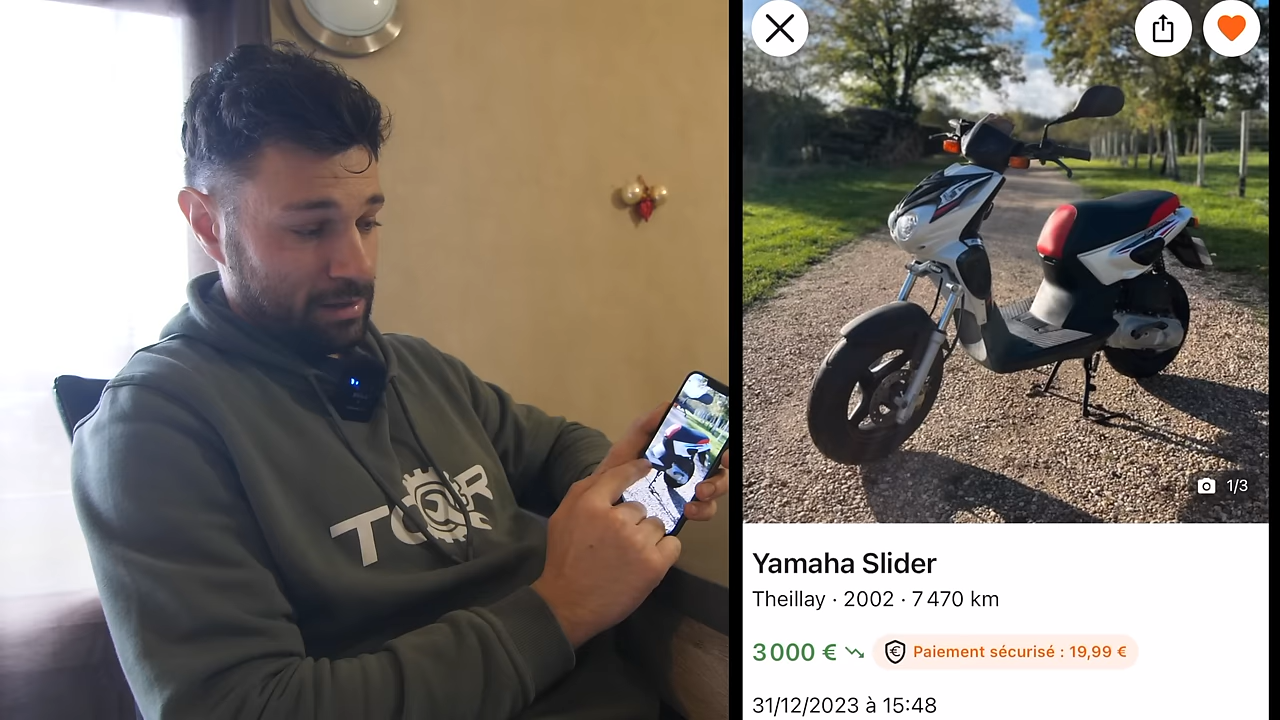 TCR
1/3
Yamaha Slider
Theillay · 2002 · 7 470 km
3 000 € Paiement sécurisé : 19,99 €
31/12/2023 à 15:48